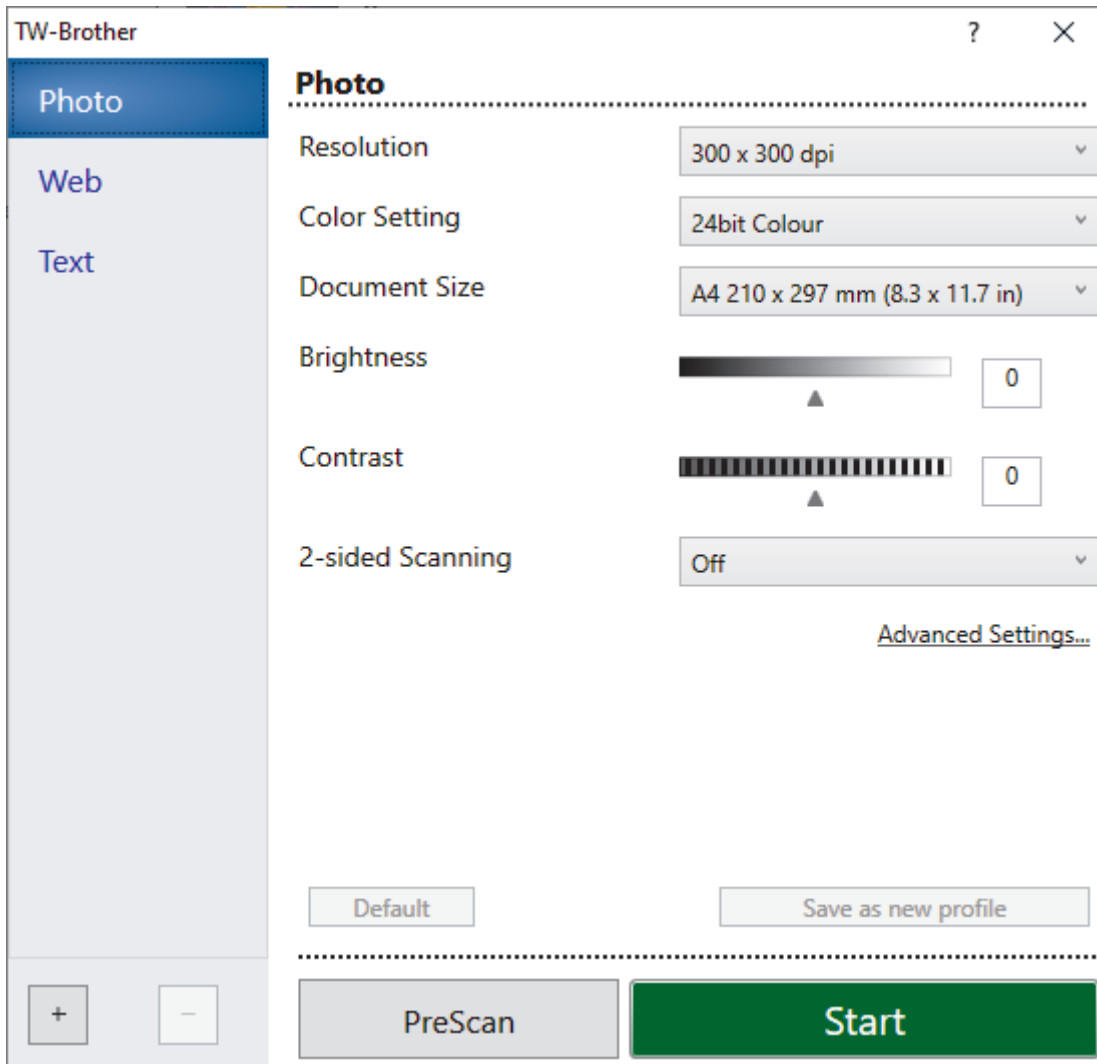 TW-Brother ?
Photo
Web
Text
Photo
Resolution 300 x 300 dpi
Color Setting 24bit Colour
Document Size A4 210 x 297 mm (8.3 x 11.7 in)
Brightness 0
Contrast 0
2-sided Scanning Off
Advanced Settings...
Default Save as new profile
+ − PreScan Start